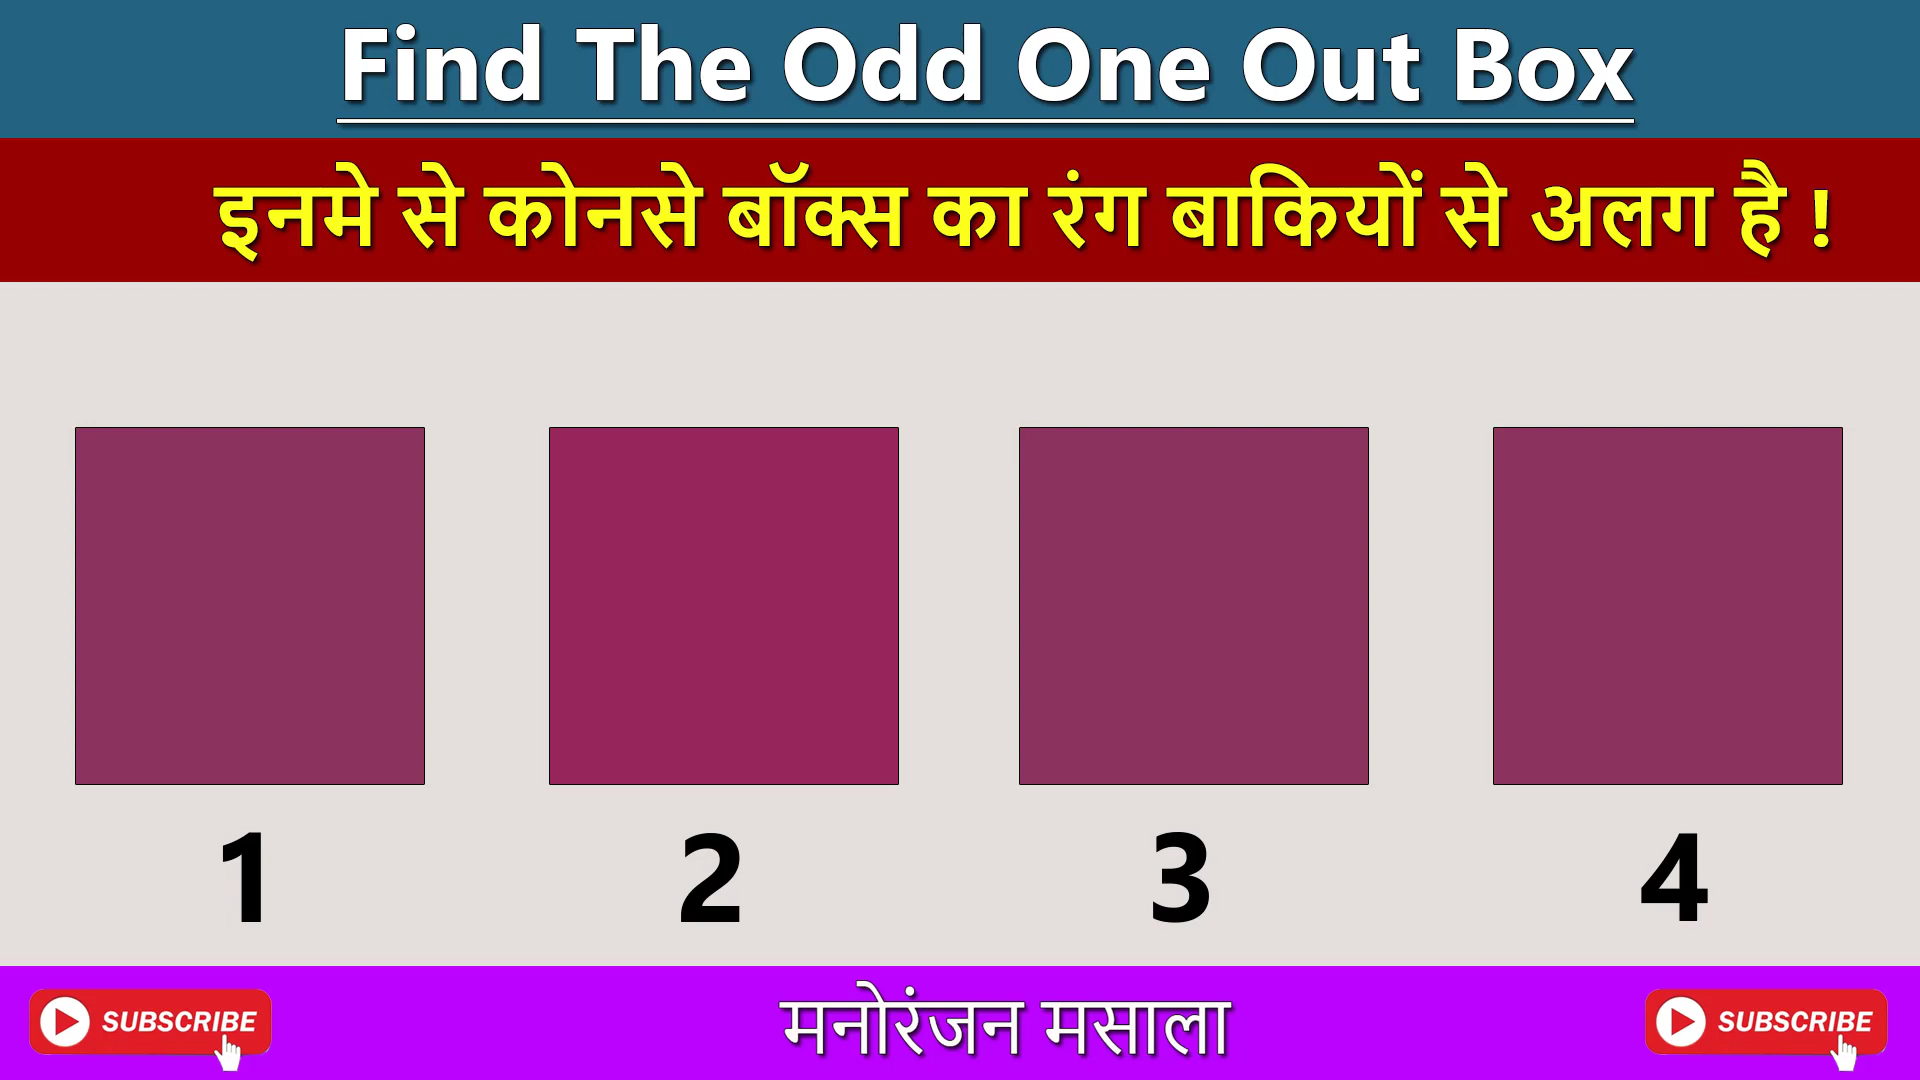 Find The Odd One Out Box
इनमे से कोनसे बॉक्स का रंग बाकियों से अलग है !
1 2 3 4
SUBSCRIBE मनोरंजन मसाला SUBSCRIBE